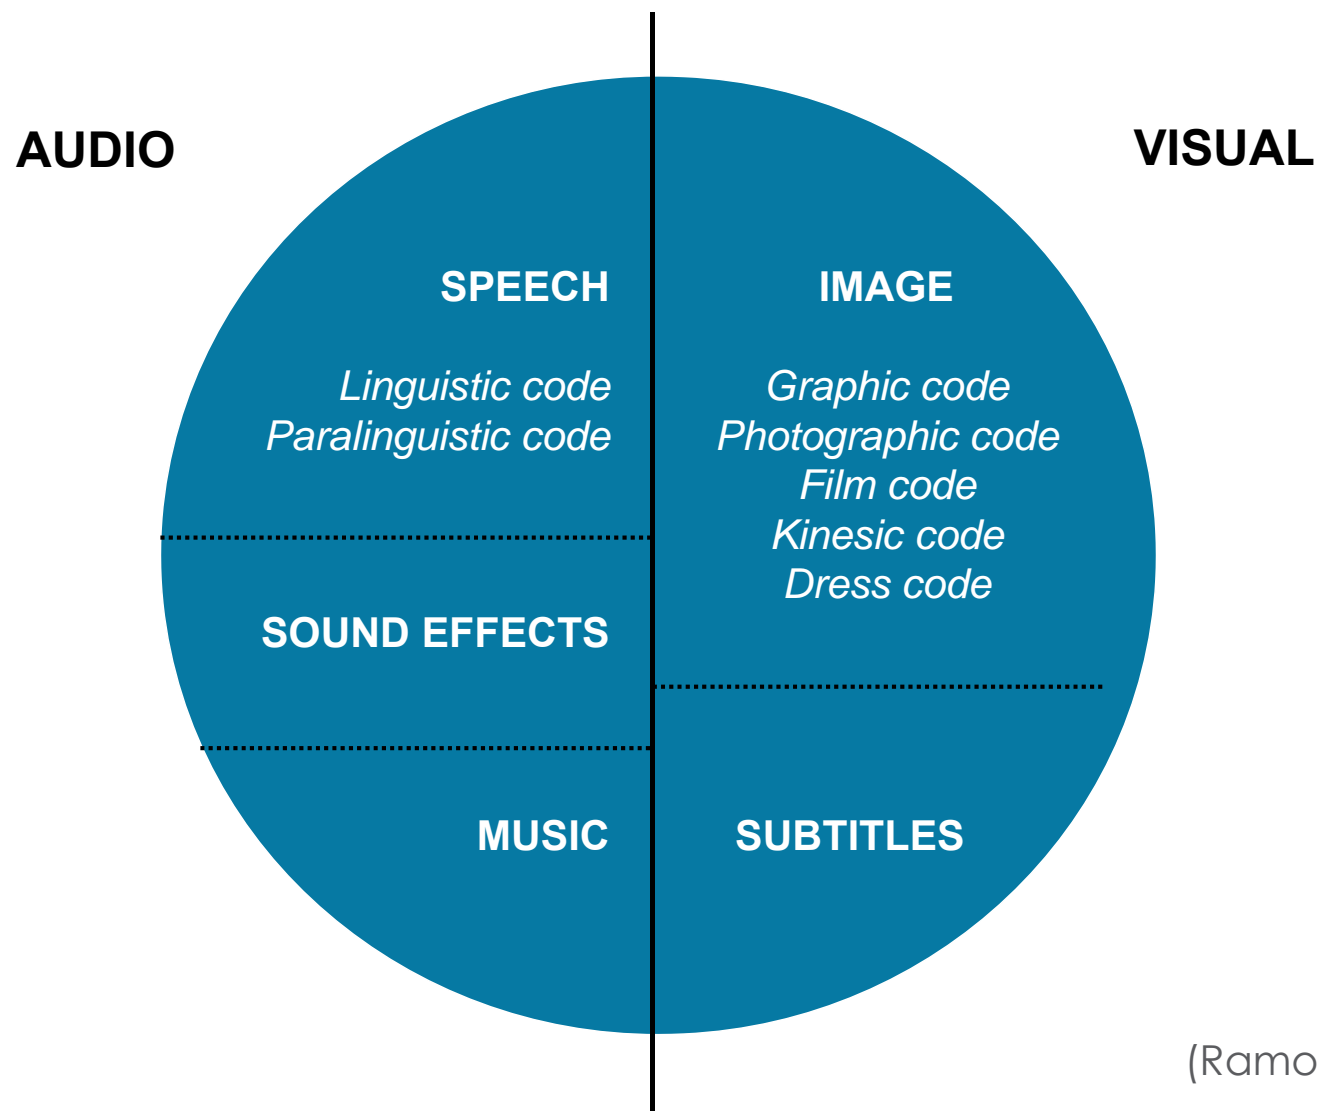 AUDIO
VISUAL
SPEECH
Linguistic code
Paralinguistic code
SOUND EFFECTS
MUSIC
IMAGE
Graphic code
Photographic code
Film code
Kinesic code
Dress code
SUBTITLES
(Ramo